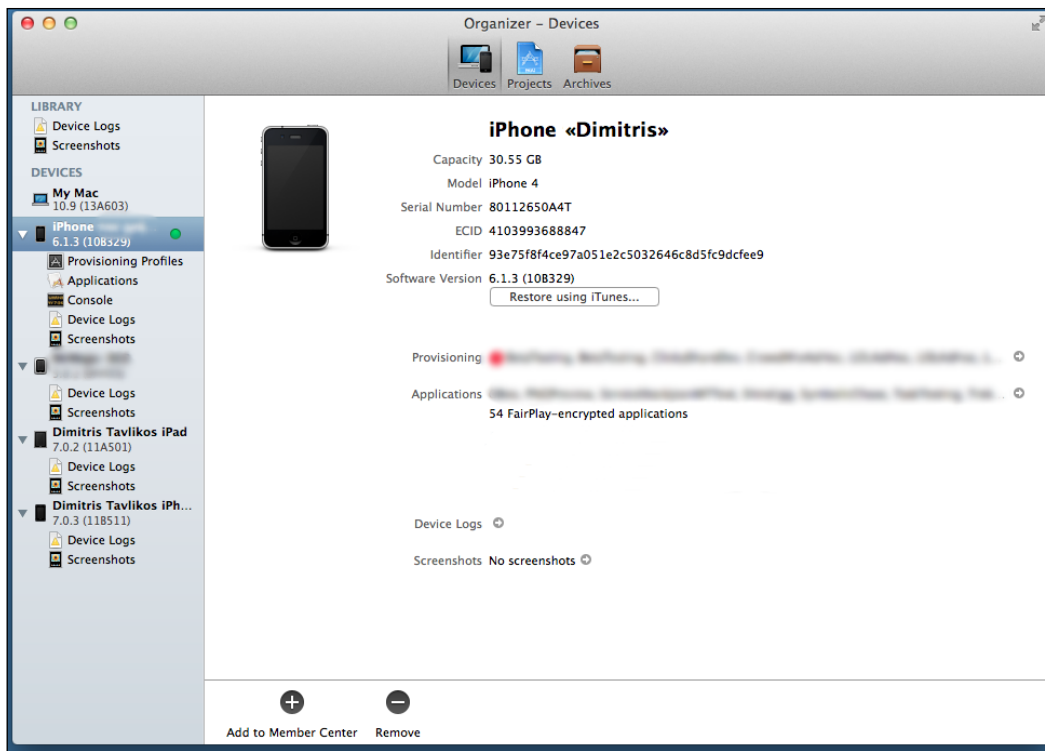 Organizer – Devices
Devices Projects Archives
LIBRARY
Device Logs
Screenshots
DEVICES
My Mac
10.9 (13A603)
iPhone
6.1.3 (10B329)
Provisioning Profiles
Applications
Console
Device Logs
Screenshots
Device Logs
Screenshots
Dimitris Tavlikos iPad
7.0.2 (11A501)
Device Logs
Screenshots
Dimitris Tavlikos iPh...
7.0.3 (11B511)
Device Logs
Screenshots
iPhone «Dimitris»
Capacity 30.55 GB
Model iPhone 4
Serial Number 80112650A4T
ECID 4103993688847
Identifier 93e75f8f4ce97a051e2c5032646c8d5fc9dcfee9
Software Version 6.1.3 (10B329)
Restore using iTunes...
Provisioning
Applications
54 FairPlay-encrypted applications
Device Logs
Screenshots No screenshots
Add to Member Center Remove